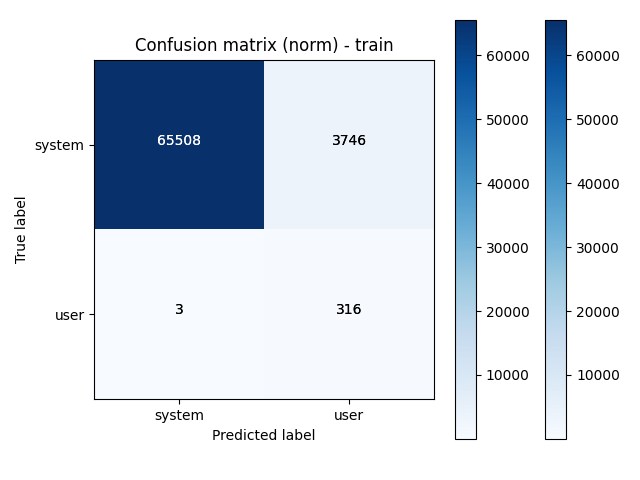 Confusion matrix (norm) - train
True label
system
65508
3746
user
3
316
system
user
Predicted label
60000
50000
40000
30000
20000
10000
60000
50000
40000
30000
20000
10000